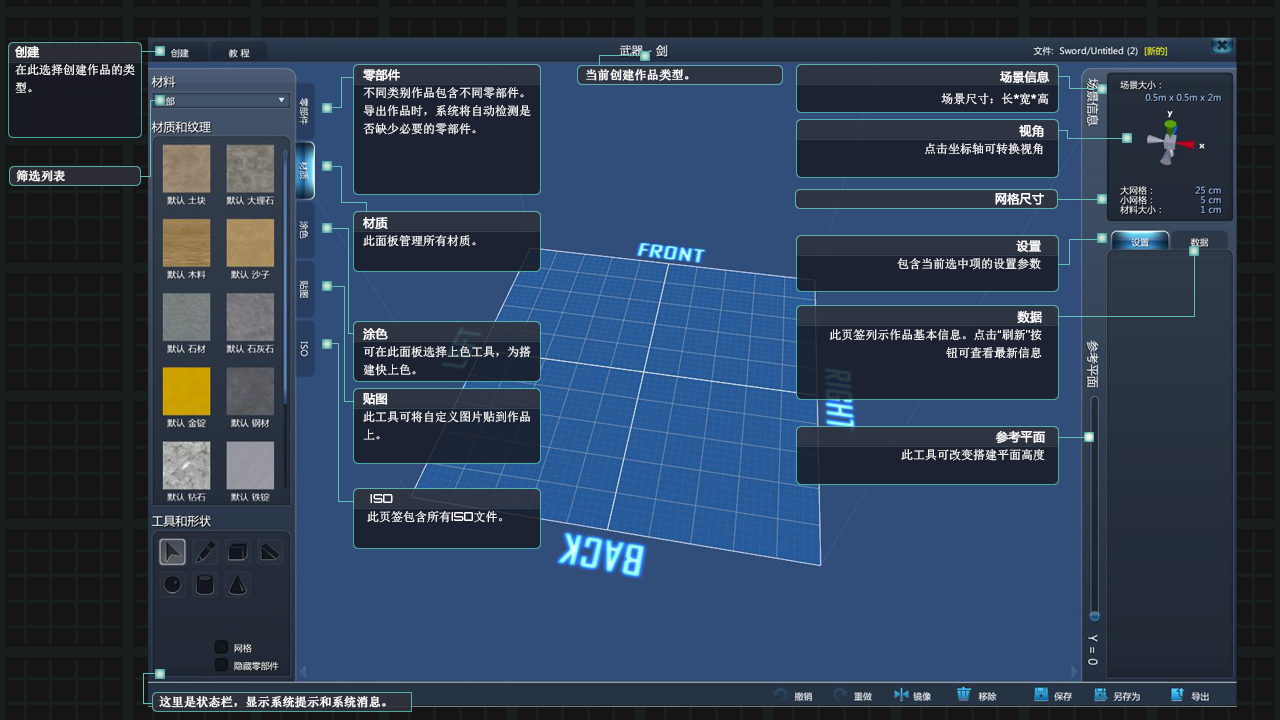 创建
在此选择创建作品的类
型。
筛选列表
创建
教程
武器
剑
文件: Sword/Untitled (2) [新的]
当前创建作品类型。
材料
部
材质和纹理
默认 土块
默认 大理石
默认 木料
默认 沙子
默认 石材
默认 石灰石
默认 金锭
默认 钢材
默认 钻石
默认 铁锭
工具和形状
网格
隐藏零部件
零部件
材质
涂色
贴图
ISO
零部件
不同类别作品包含不同零部件。
导出作品时，系统将自动检测是
否缺少必要的零部件。
材质
此面板管理所有材质。
涂色
可在此面板选择上色工具，为搭
建快上色。
贴图
此工具可将自定义图片贴到作品
上。
ISO
此页签包含所有ISO文件。
FRONT
LEFT
RIGHT
BACK
场景信息
场景尺寸：长*宽*高
视角
点击坐标轴可转换视角
网格尺寸
设置
包含当前选中项的设置参数
数据
此页签列示作品基本信息。点击“刷新”按
钮可查看最新信息
参考平面
此工具可改变搭建平面高度
场景信息
场景大小：
0.5m x 0.5m x 2m
Y
X
大网格： 25 cm
小网格： 5 cm
材料大小： 1 cm
设置
数据
参考平面
Y = 0
这里是状态栏，显示系统提示和系统消息。
撤销
重做
镜像
移除
保存
另存为
导出